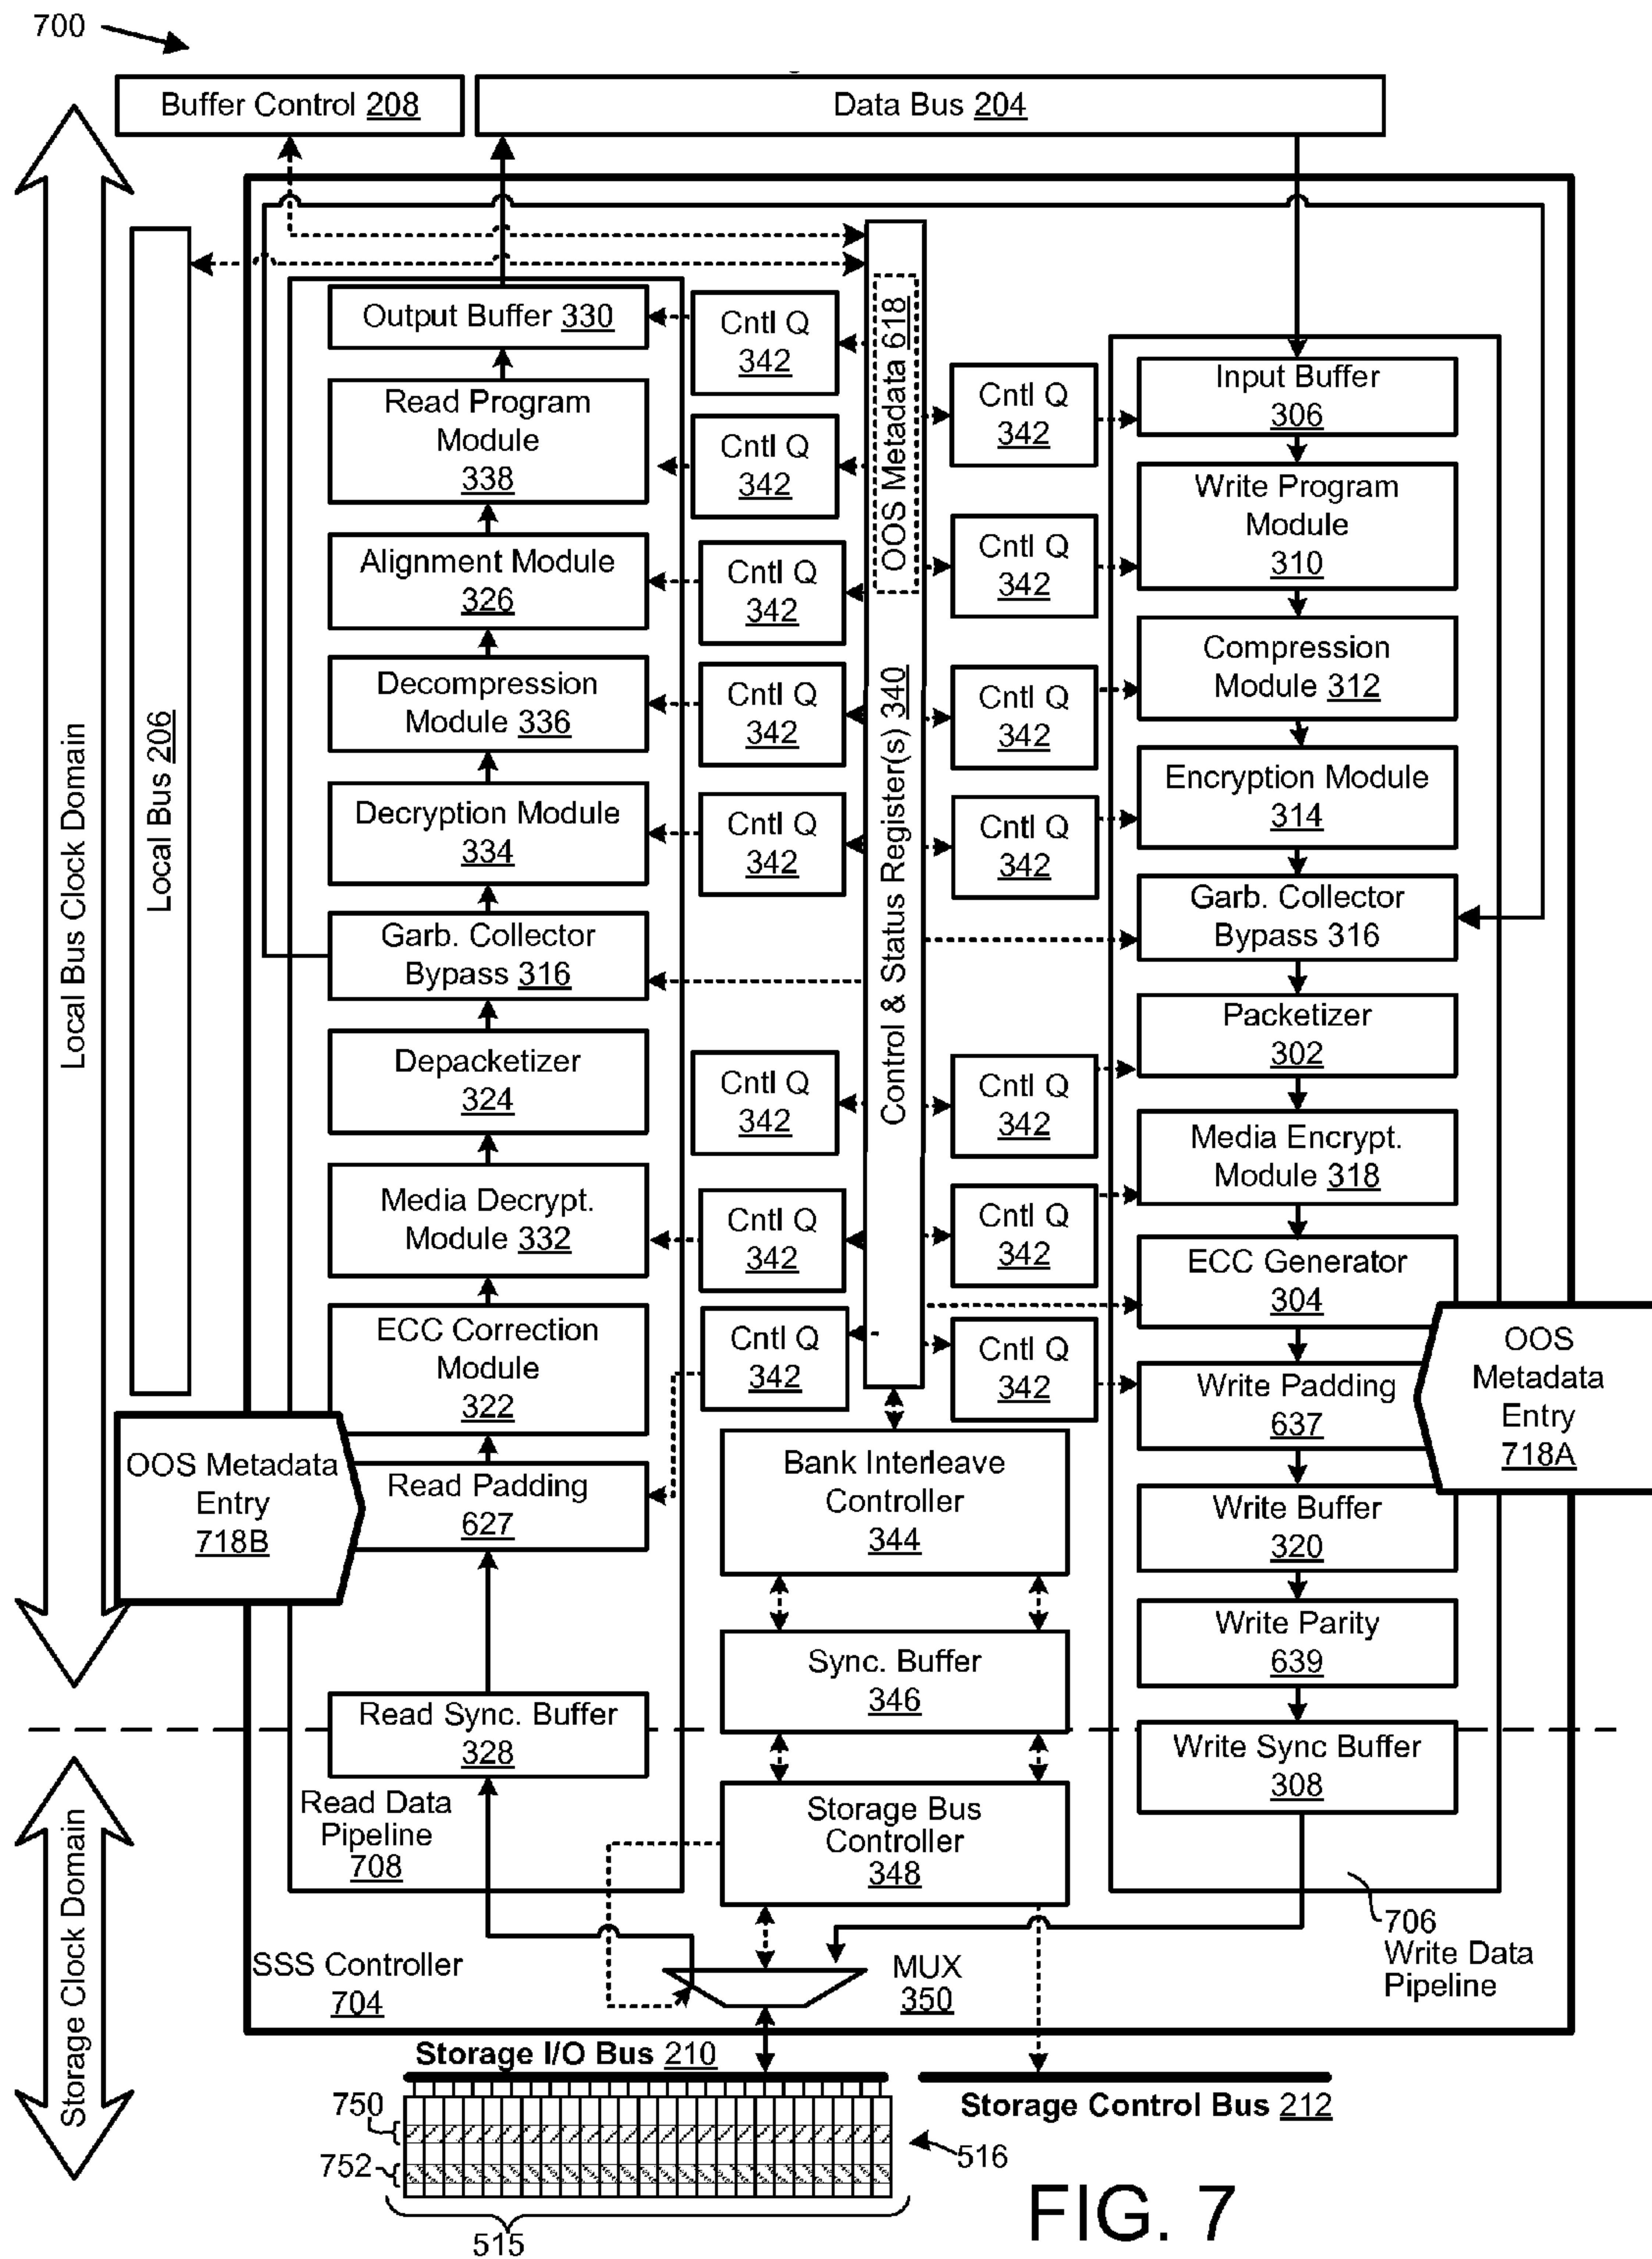 700
Buffer Control 208
Data Bus 204
Local Bus Clock Domain
Local Bus 206
Storage Clock Domain
Output Buffer 330
Read Program
Module
338
Alignment Module
326
Decompression
Module 336
Decryption Module
334
Garb. Collector
Bypass 316
Depacketizer
324
Media Decrypt.
Module 332
ECC Correction
Module
322
OOS Metadata
Entry
718B
Read Padding
627
Read Sync. Buffer
328
Read Data
Pipeline
708
SSS Controller
704
Cntl Q
342
Cntl Q
342
Cntl Q
342
Cntl Q
342
Cntl Q
342
Cntl Q
342
Cntl Q
342
Cntl Q
342
OOS Metadata 618
Control & Status Register(s) 340
Bank Interleave
Controller
344
Sync. Buffer
346
Storage Bus
Controller
348
MUX
350
Cntl Q
342
Cntl Q
342
Cntl Q
342
Cntl Q
342
Cntl Q
342
Cntl Q
342
Cntl Q
342
Input Buffer
306
Write Program
Module
310
Compression
Module 312
Encryption Module
314
Garb. Collector
Bypass 316
Packetizer
302
Media Encrypt.
Module 318
ECC Generator
304
Write Padding
637
OOS
Metadata
Entry
718A
Write Buffer
320
Write Parity
639
Write Sync Buffer
308
706
Write Data
Pipeline
Storage I/O Bus 210
Storage Control Bus 212
750
752
516
515
FIG. 7